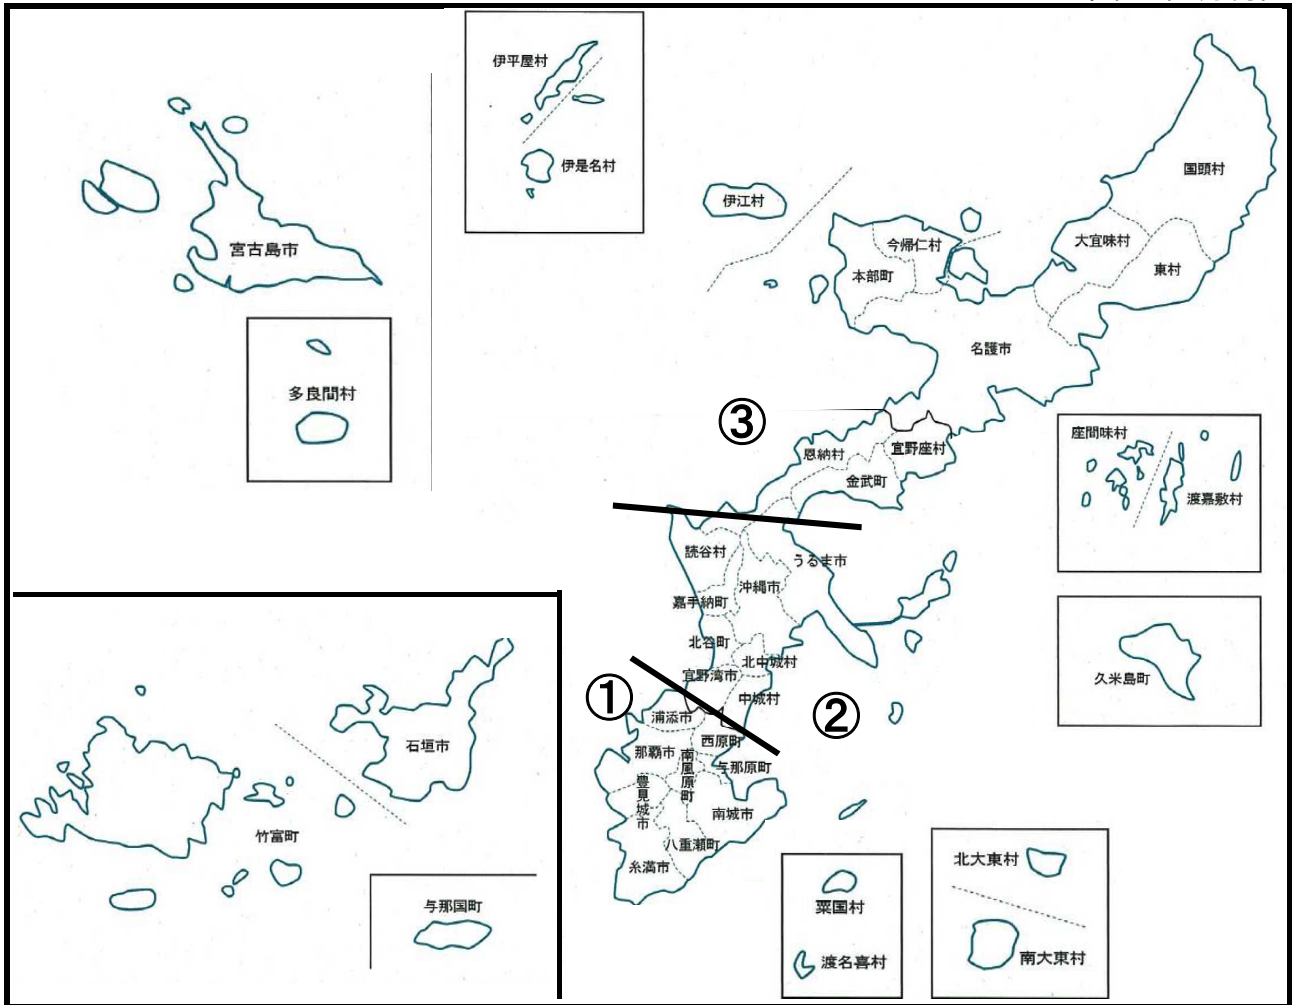 伊平屋村
伊是名村
宮古島市
多良間村
伊江村
国頭村
今帰仁村
大宜味村
本部町
東村
名護市
③
恩納村
宜野座村
金武町
座間味村
渡嘉敷村
読谷村
うるま市
沖縄市
嘉手納町
北谷町
北中城村
宜野湾市
中城村
①
②
浦添市
西原町
那覇市
南風原町
与那原町
豊見城市
南城市
八重瀬町
糸満市
久米島町
石垣市
竹富町
与那国町
粟国村
渡名喜村
北大東村
南大東村